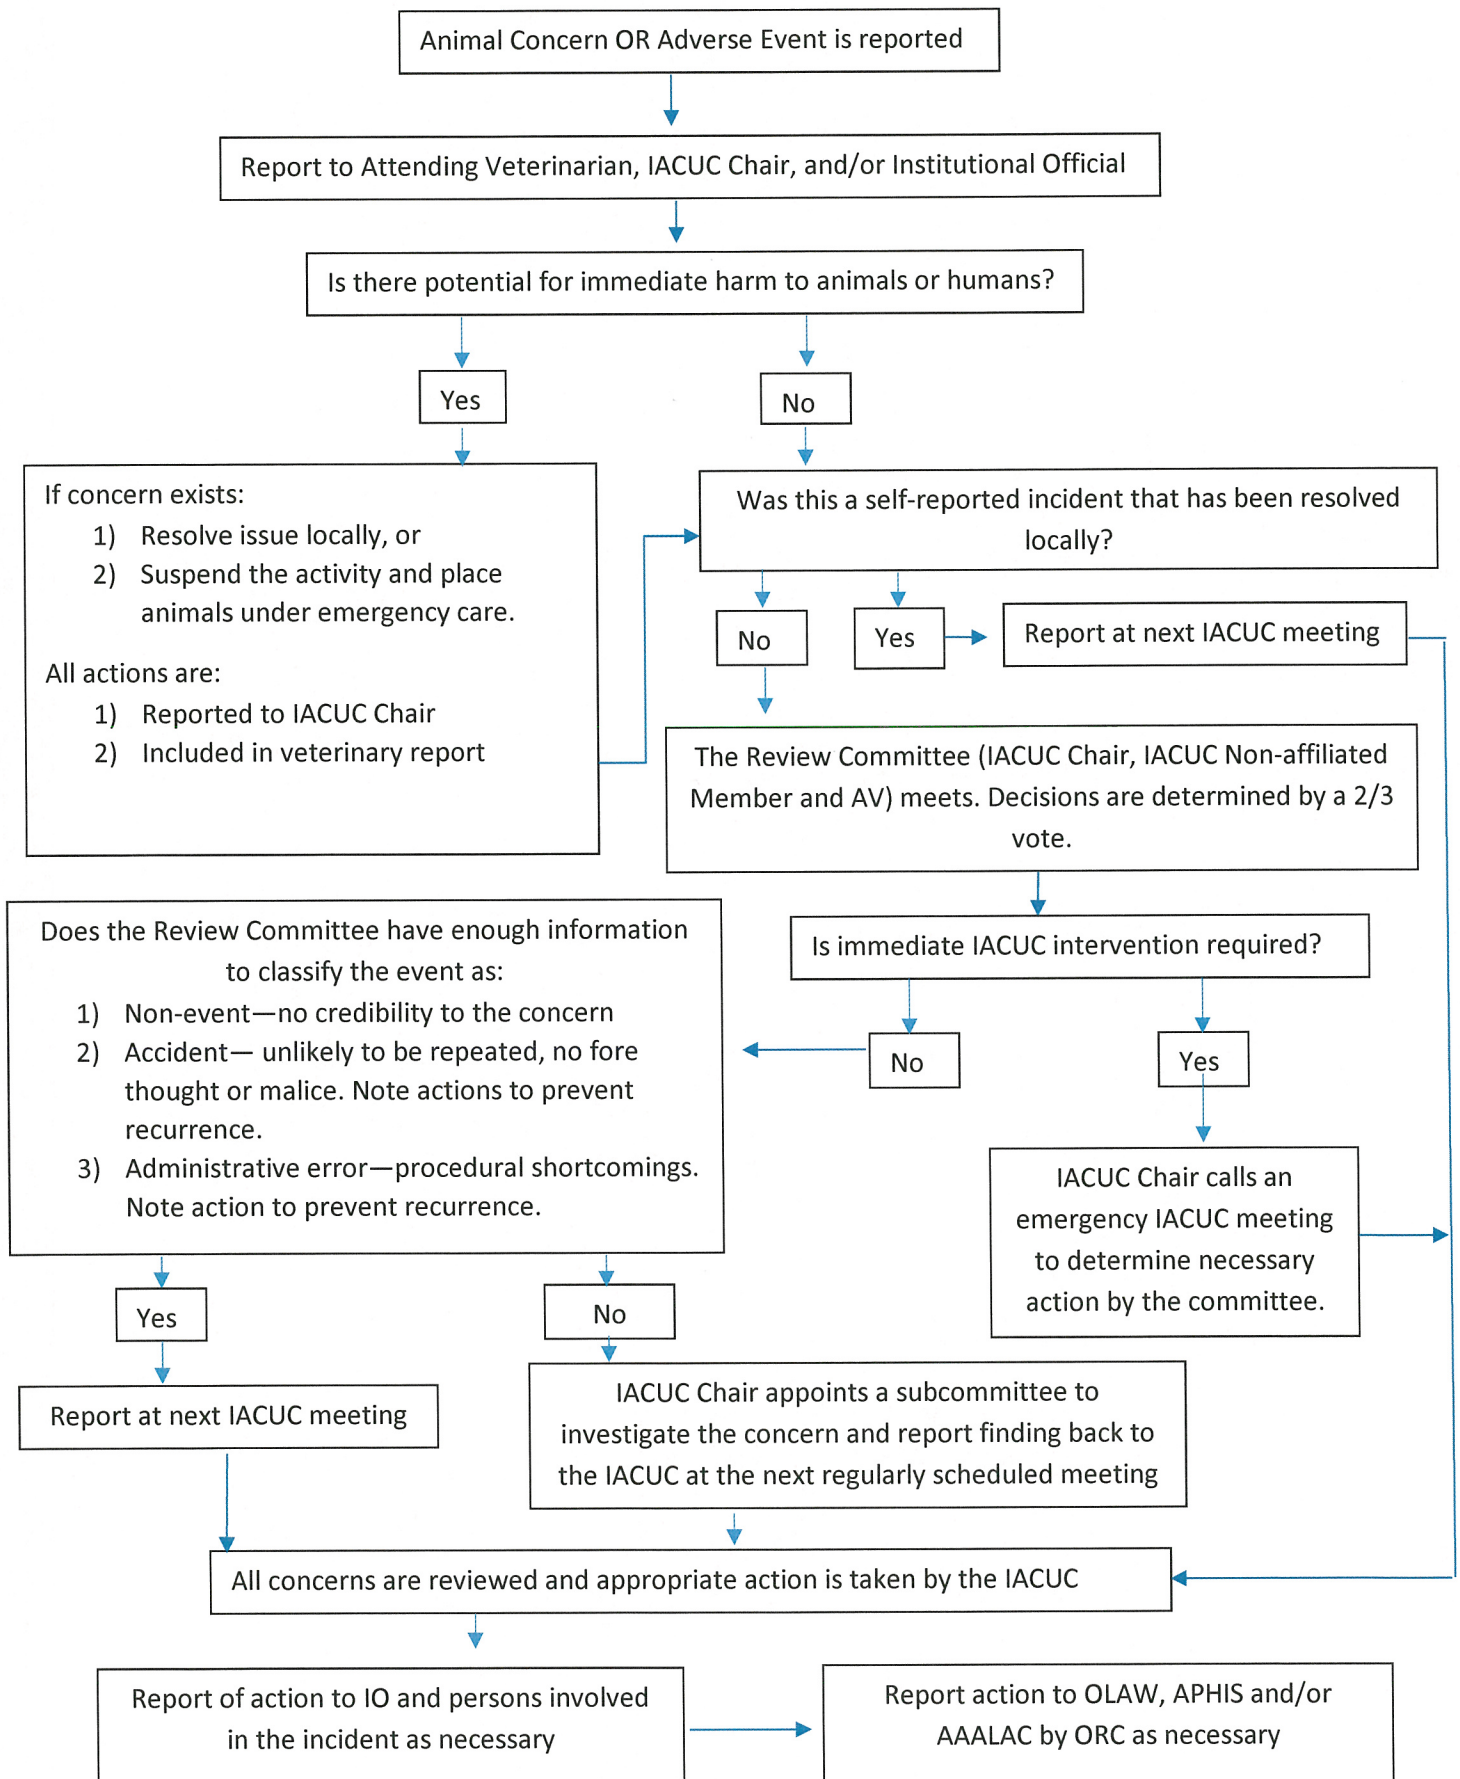 Animal Concern OR Adverse Event is reported
Report to Attending Veterinarian, IACUC Chair, and/or Institutional Official
Is there potential for immediate harm to animals or humans?
Yes
No
If concern exists:
1) Resolve issue locally, or
2) Suspend the activity and place
animals under emergency care.
All actions are:
1) Reported to IACUC Chair
2) Included in veterinary report
Was this a self-reported incident that has been resolved
locally?
No
Yes
Report at next IACUC meeting
The Review Committee (IACUC Chair, IACUC Non-affiliated
Member and AV) meets. Decisions are determined by a 2/3
vote.
Is immediate IACUC intervention required?
No
Yes
Does the Review Committee have enough information
to classify the event as:
1) Non-event—no credibility to the concern
2) Accident— unlikely to be repeated, no fore
thought or malice. Note actions to prevent
recurrence.
3) Administrative error—procedural shortcomings.
Note action to prevent recurrence.
IACUC Chair calls an
emergency IACUC meeting
to determine necessary
action by the committee.
Yes
No
Report at next IACUC meeting
IACUC Chair appoints a subcommittee to
investigate the concern and report finding back to
the IACUC at the next regularly scheduled meeting
All concerns are reviewed and appropriate action is taken by the IACUC
Report of action to IO and persons involved
in the incident as necessary
Report action to OLAW, APHIS and/or
AAALAC by ORC as necessary